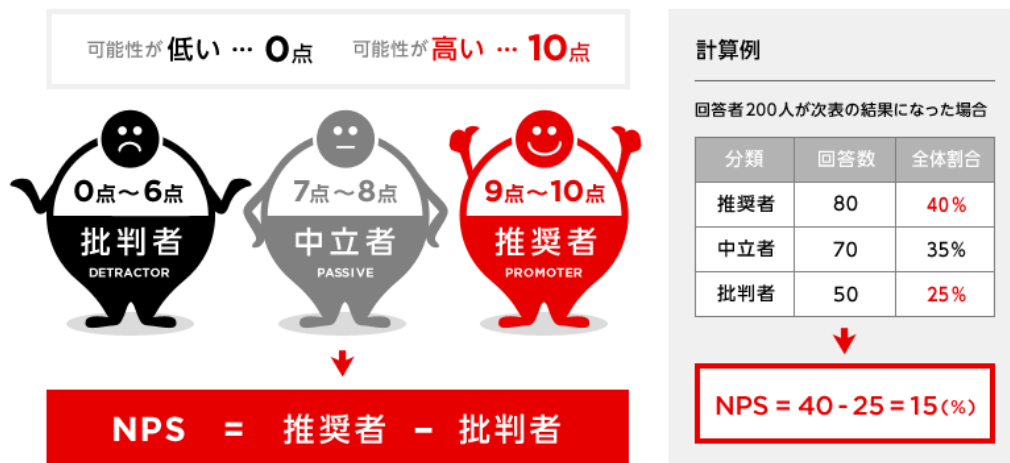 可能性が低い … 0点 可能性が高い … 10点
0点～6点
批判者
DETRACTOR
7点～8点
中立者
PASSIVE
9点～10点
推奨者
PROMOTER
NPS = 推奨者 − 批判者
計算例
回答者200人が次表の結果になった場合
分類 回答数 全体割合
推奨者 80 40%
中立者 70 35%
批判者 50 25%
NPS = 40 - 25 = 15(%)